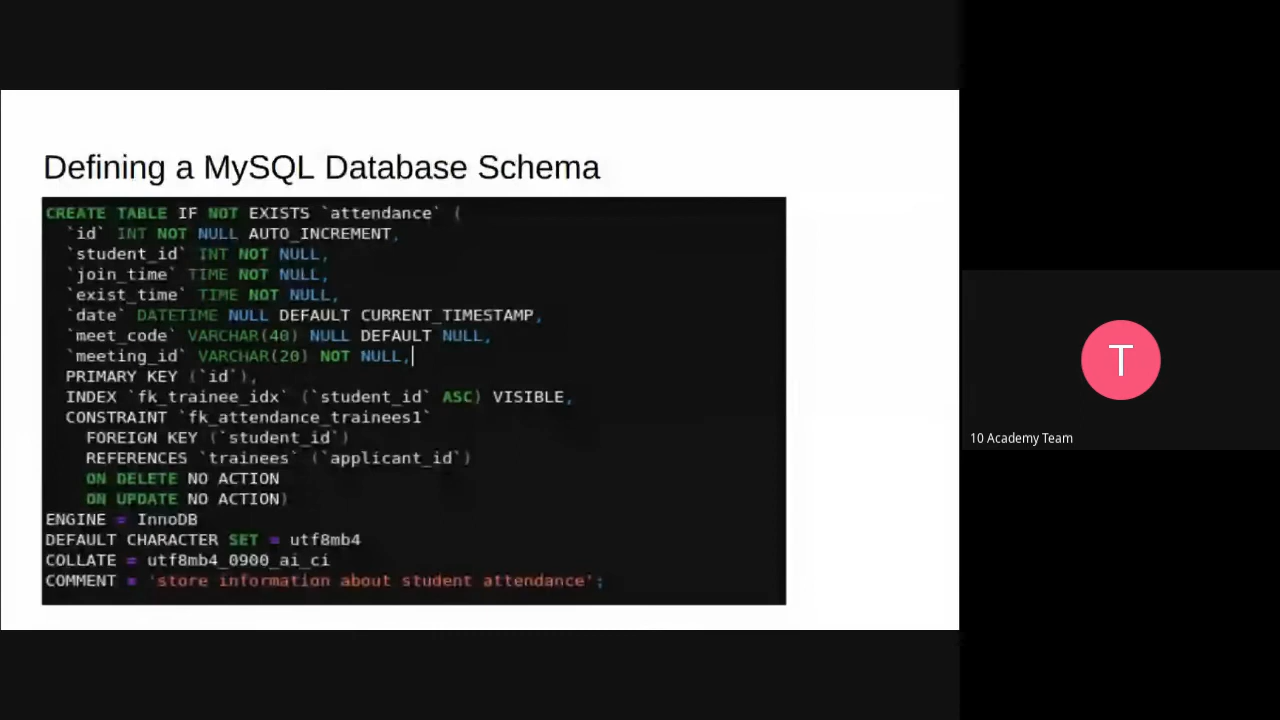 Defining a MySQL Database Schema
CREATE TABLE IF NOT EXISTS `attendance` (
`id` INT NOT NULL AUTO_INCREMENT,
`student_id` INT NOT NULL,
`join_time` TIME NOT NULL,
`exist_time` TIME NOT NULL,
`date` DATETIME NULL DEFAULT CURRENT_TIMESTAMP,
`meet_code` VARCHAR(40) NULL DEFAULT NULL,
`meeting_id` VARCHAR(20) NOT NULL,
PRIMARY KEY (`id`),
INDEX `fk_trainee_idx` (`student_id` ASC) VISIBLE,
CONSTRAINT `fk_attendance_trainees1`
FOREIGN KEY (`student_id`)
REFERENCES `trainees` (`applicant_id`)
ON DELETE NO ACTION
ON UPDATE NO ACTION)
ENGINE = InnoDB
DEFAULT CHARACTER SET = utf8mb4
COLLATE = utf8mb4_0900_ai_ci
COMMENT = 'store information about student attendance';
T
10 Academy Team